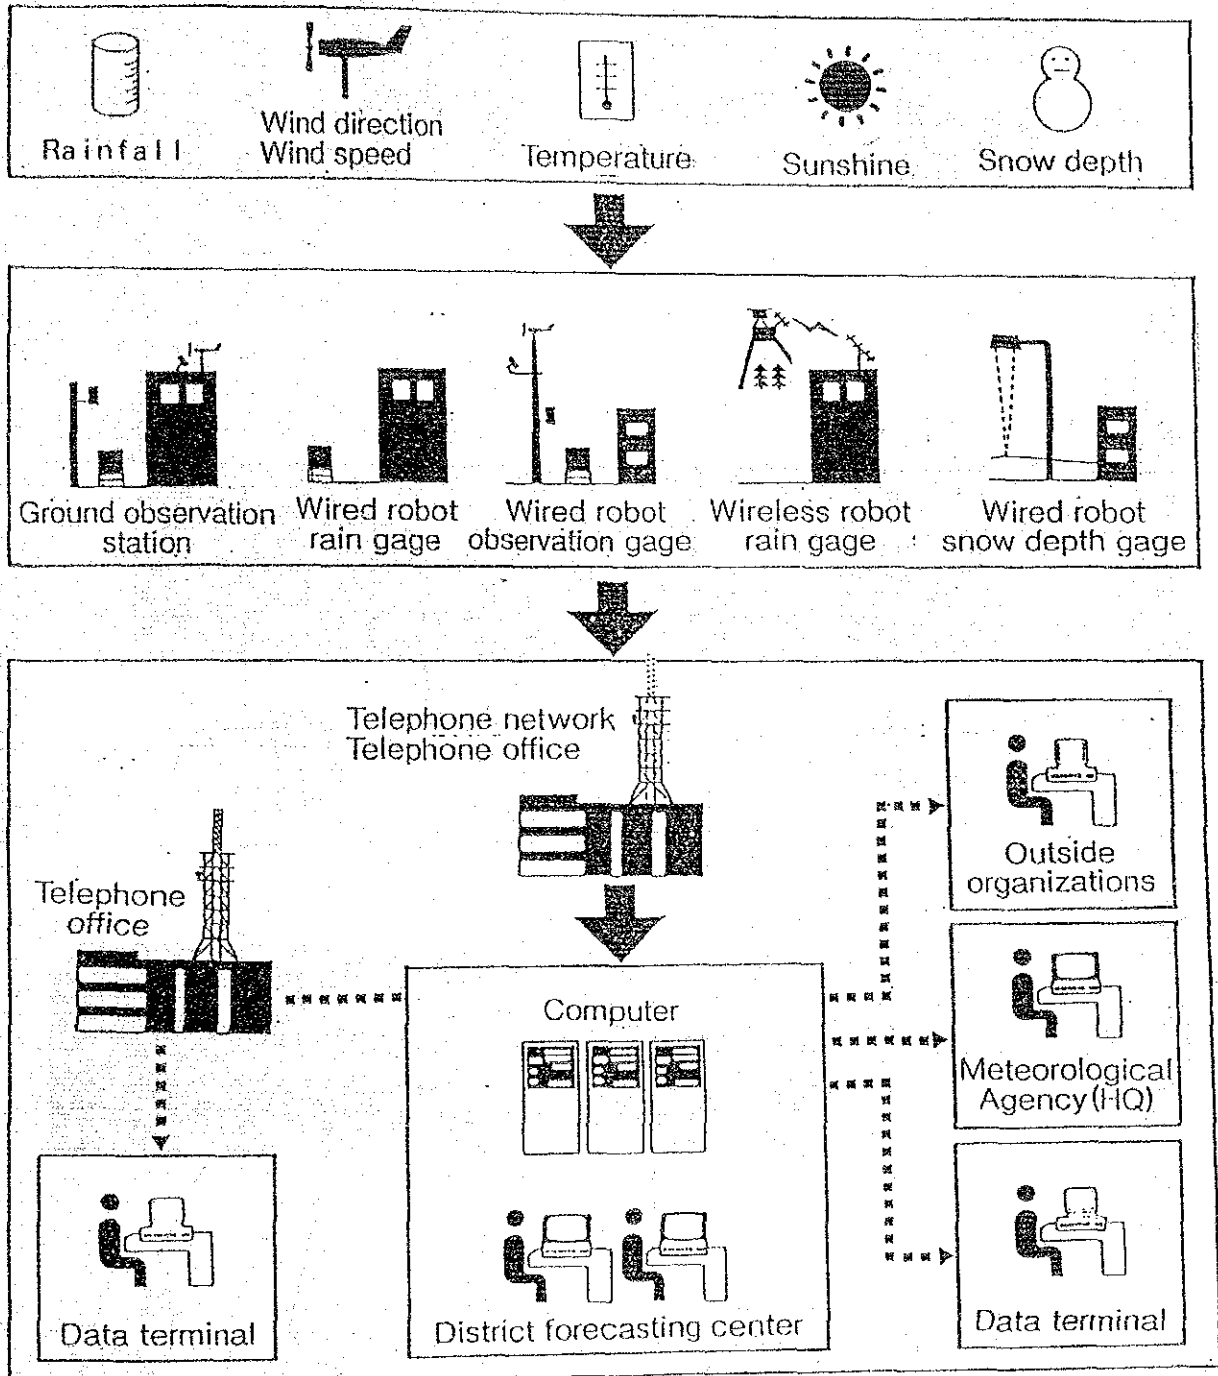 Rainfall
Wind direction
Wind speed
Temperature
Sunshine
Snow depth
Ground observation
station
Wired robot
rain gage
Wired robot
observation gage
Wireless robot
rain gage
Wired robot
snow depth gage
Telephone network
Telephone office
Telephone
office
Computer
District forecasting center
Data terminal
Outside
organizations
Meteorological
Agency (HQ)
Data terminal